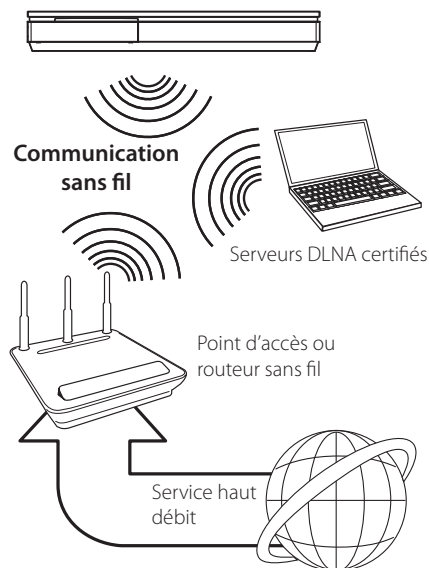 Communication
sans fil
Serveurs DLNA certifiés
Point d'accès ou
routeur sans fil
Service haut
débit